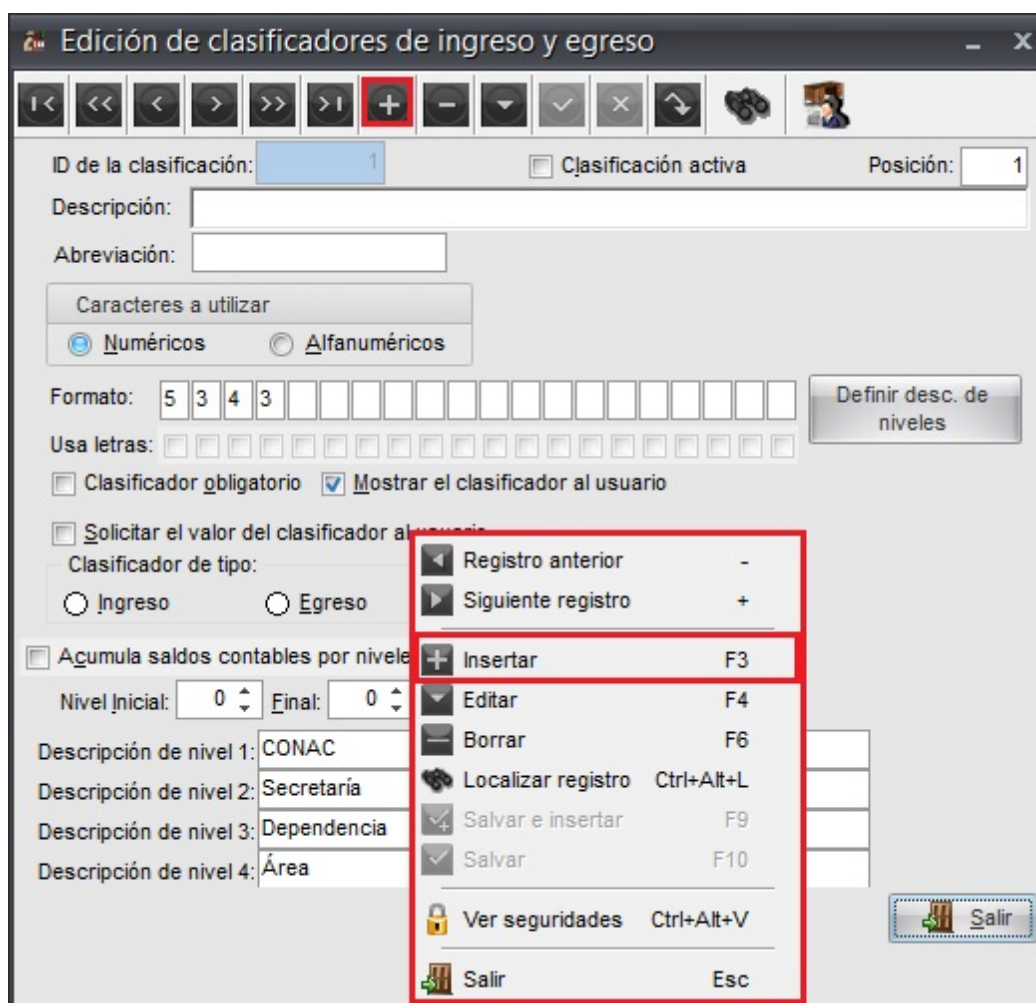 Edición de clasificadores de ingreso y egreso
ID de la clasificación: 1 Clasificación activa Posición: 1
Descripción:
Abreviación:
Caracteres a utilizar
Numéricos Alfanuméricos
Formato: 5 3 4 3 Definir desc. de niveles
Usa letras:
Clasificador obligatorio Mostrar el clasificador al usuario
Solicitar el valor del clasificador al usuario
Clasificador de tipo:
Ingreso Egreso
Acumula saldos contables por nivele
Nivel Inicial: 0 Final: 0
Descripción de nivel 1: CONAC
Descripción de nivel 2: Secretaría
Descripción de nivel 3: Dependencia
Descripción de nivel 4: Área
Registro anterior -
Siguiente registro +
Insertar F3
Editar F4
Borrar F6
Localizar registro Ctrl+Alt+L
Salvar e insertar F9
Salvar F10
Ver seguridades Ctrl+Alt+V
Salir Esc
Salir